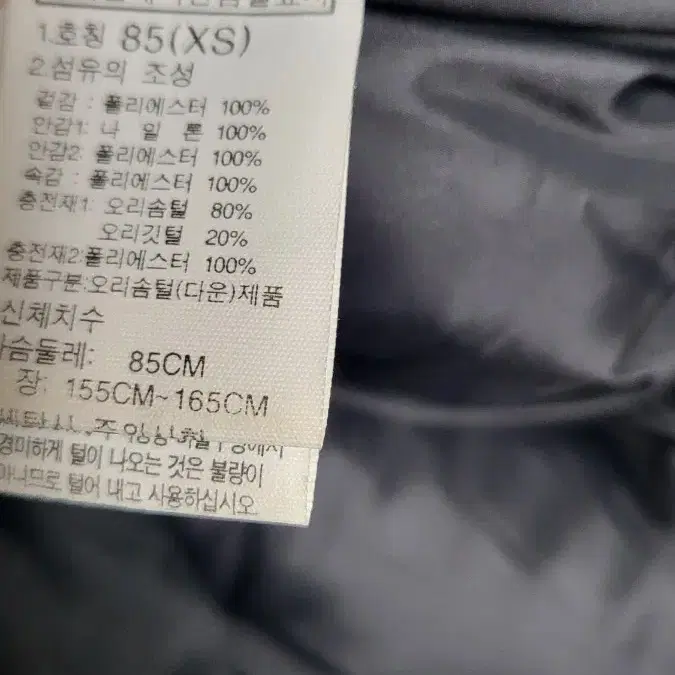 1.호칭 85(XS)
2.섬유의 조성
겉감 : 폴리에스터 100%
안감1: 나 일 론 100%
안감2: 폴리에스터 100%
속감 : 폴리에스터 100%
충전재1: 오리솜털 80%
오리깃털 20%
충전재2:폴리에스터 100%
제품구분:오리솜털(다운)제품
신체치수
가슴둘레: 85CM
장: 155CM~165CM
경미하게 털이 나오는 것은 불량이
아니므로 털어 내고 사용하십시오